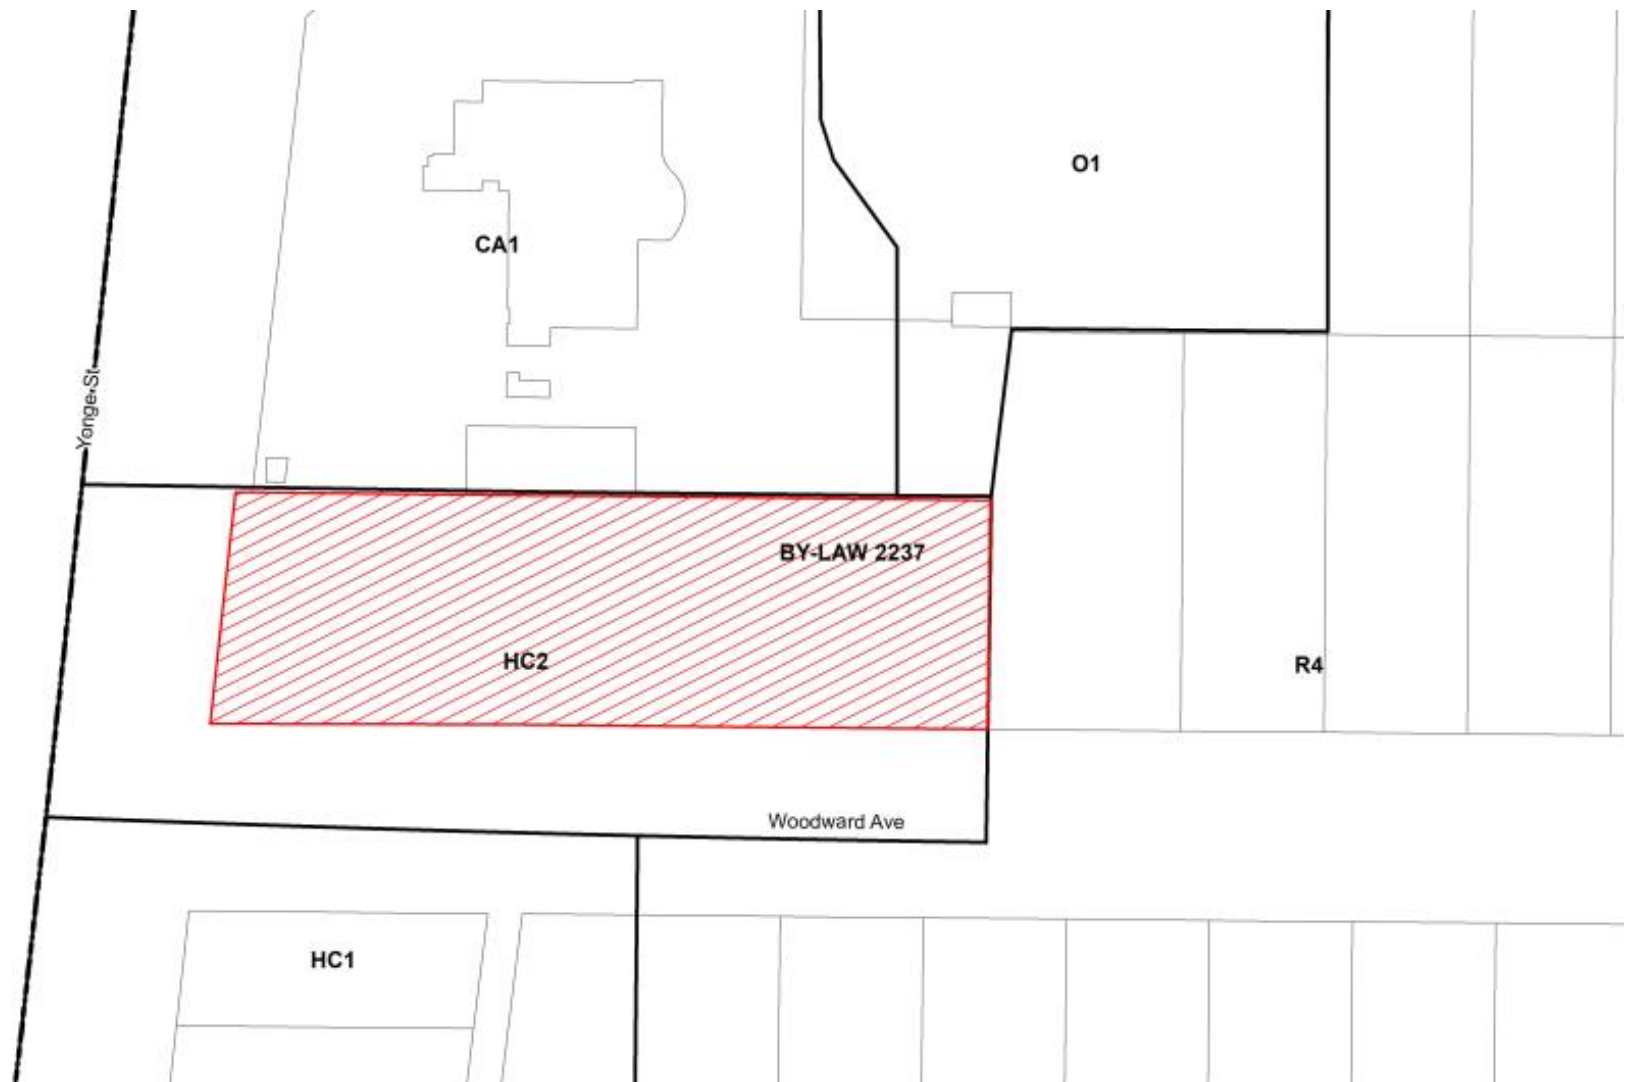 O1
CA1
Yonge St
BY-LAW 2237
HC2
R4
Woodward Ave
HC1